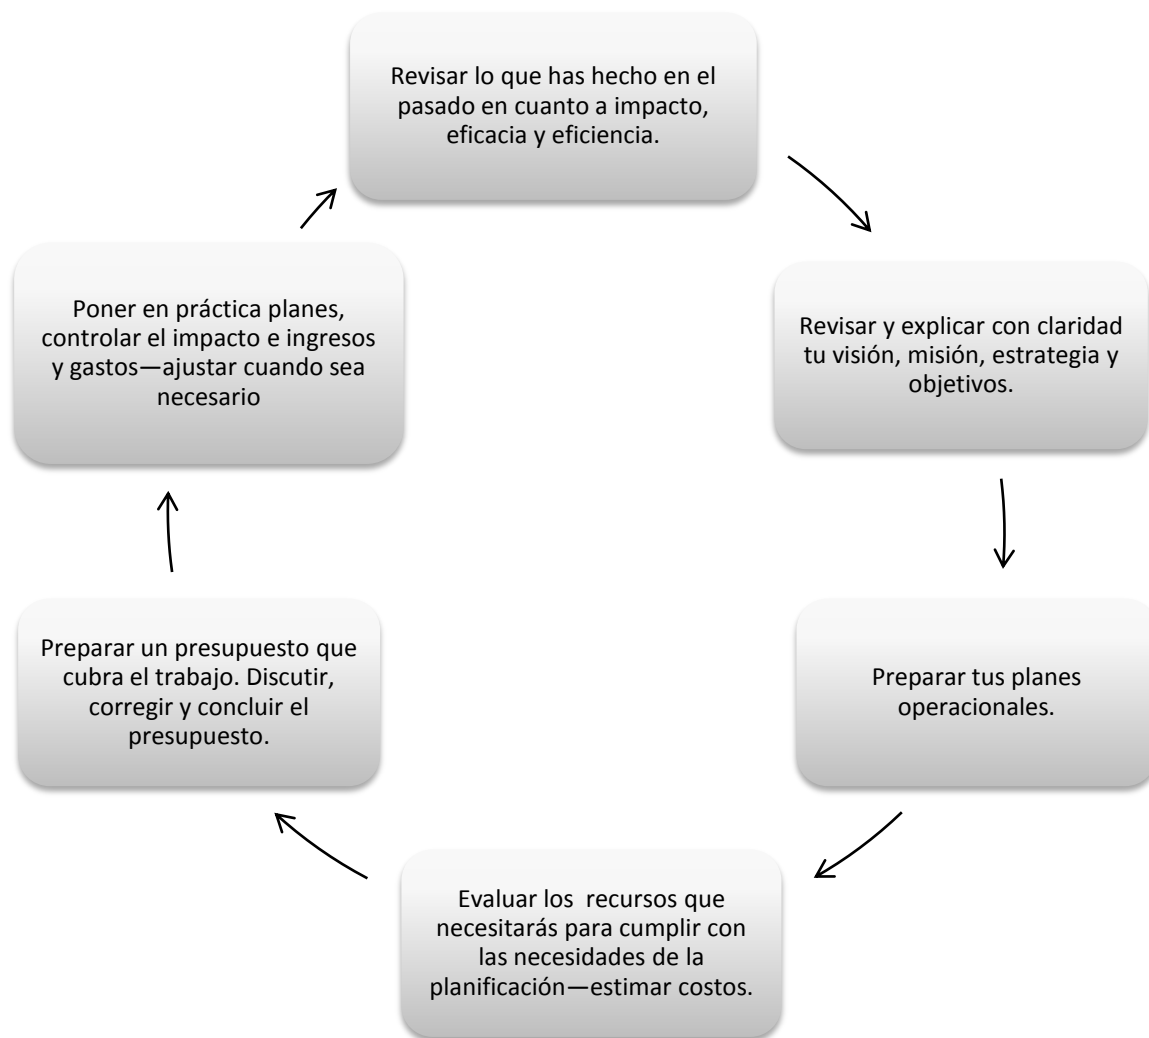 Revisar lo que has hecho en el
pasado en cuanto a impacto,
eficacia y eficiencia.
Revisar y explicar con claridad
tu visión, misión, estrategia y
objetivos.
Preparar tus planes
operacionales.
Evaluar los  recursos que
necesitarás para cumplir con
las necesidades de la
planificación—estimar costos.
Preparar un presupuesto que
cubra el trabajo. Discutir,
corregir y concluir el
presupuesto.
Poner en práctica planes,
controlar el impacto e ingresos
y gastos—ajustar cuando sea
necesario